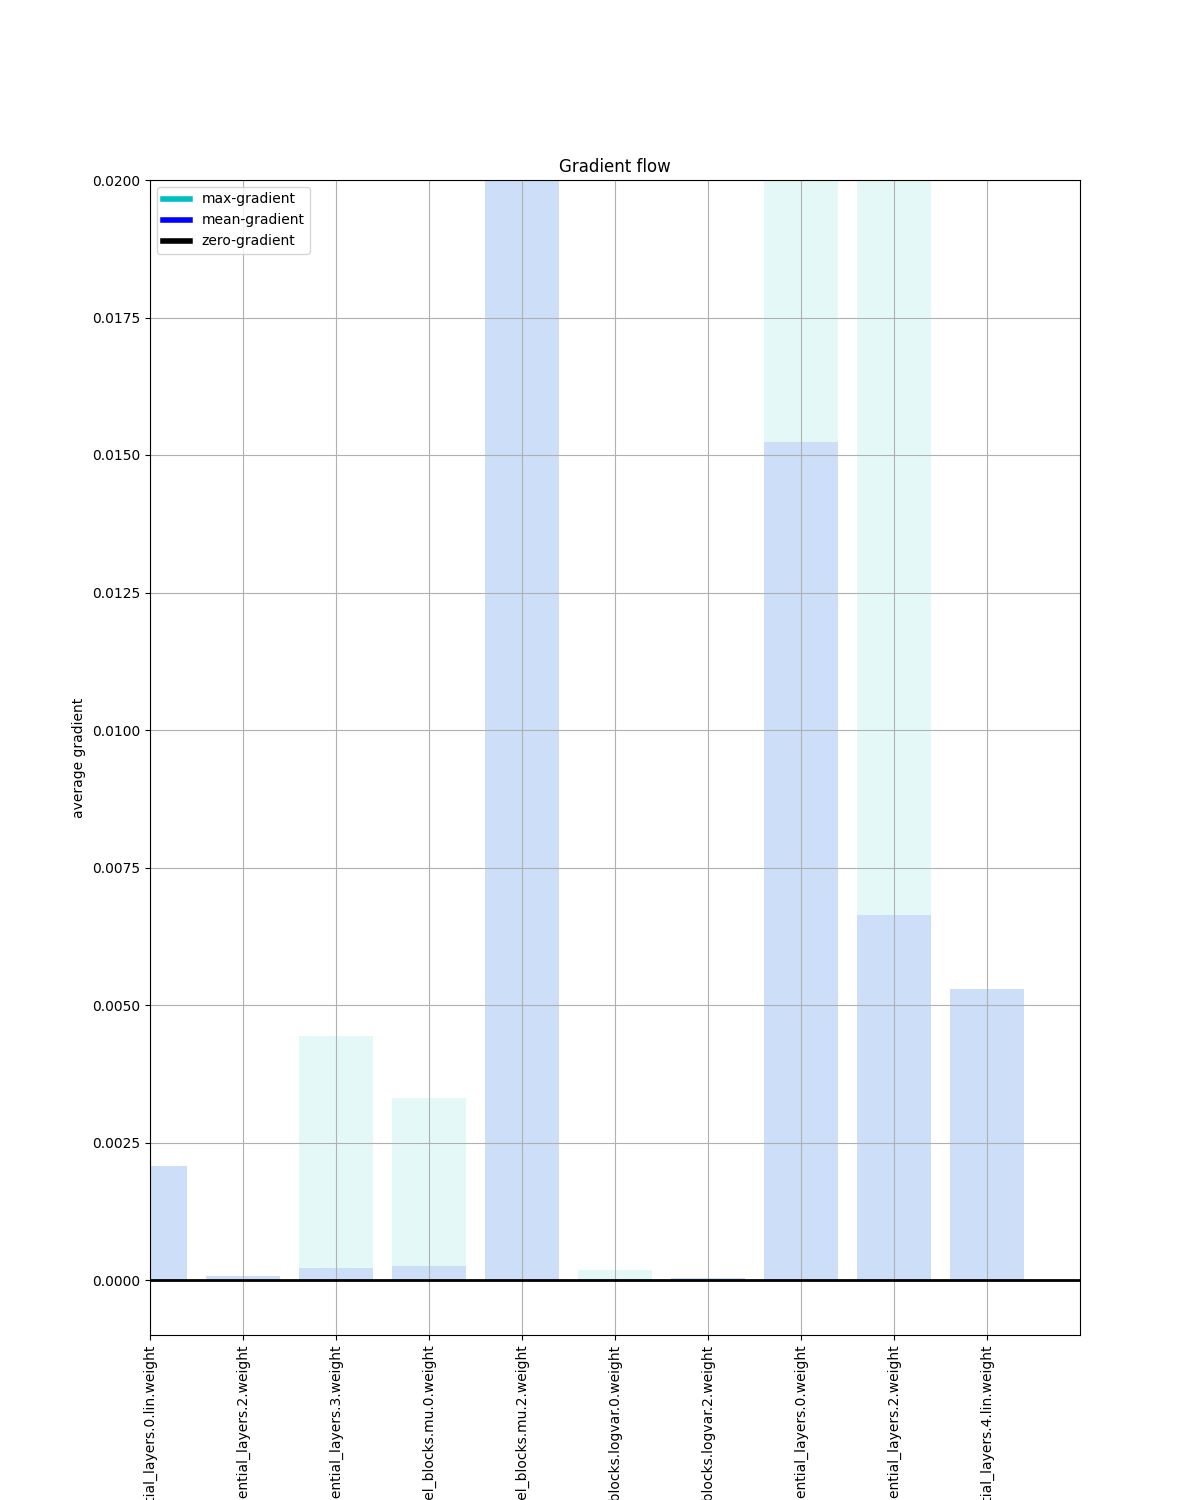 Gradient flow
max-gradient
mean-gradient
zero-gradient
0.0200
0.0175
0.0150
0.0125
0.0100
0.0075
0.0050
0.0025
0.0000
average gradient
tial_layers.0.lin.weight
ential_layers.2.weight
ential_layers.3.weight
el_blocks.mu.0.weight
el_blocks.mu.2.weight
blocks.logvar.0.weight
blocks.logvar.2.weight
ential_layers.0.weight
ential_layers.2.weight
tial_layers.4.lin.weight